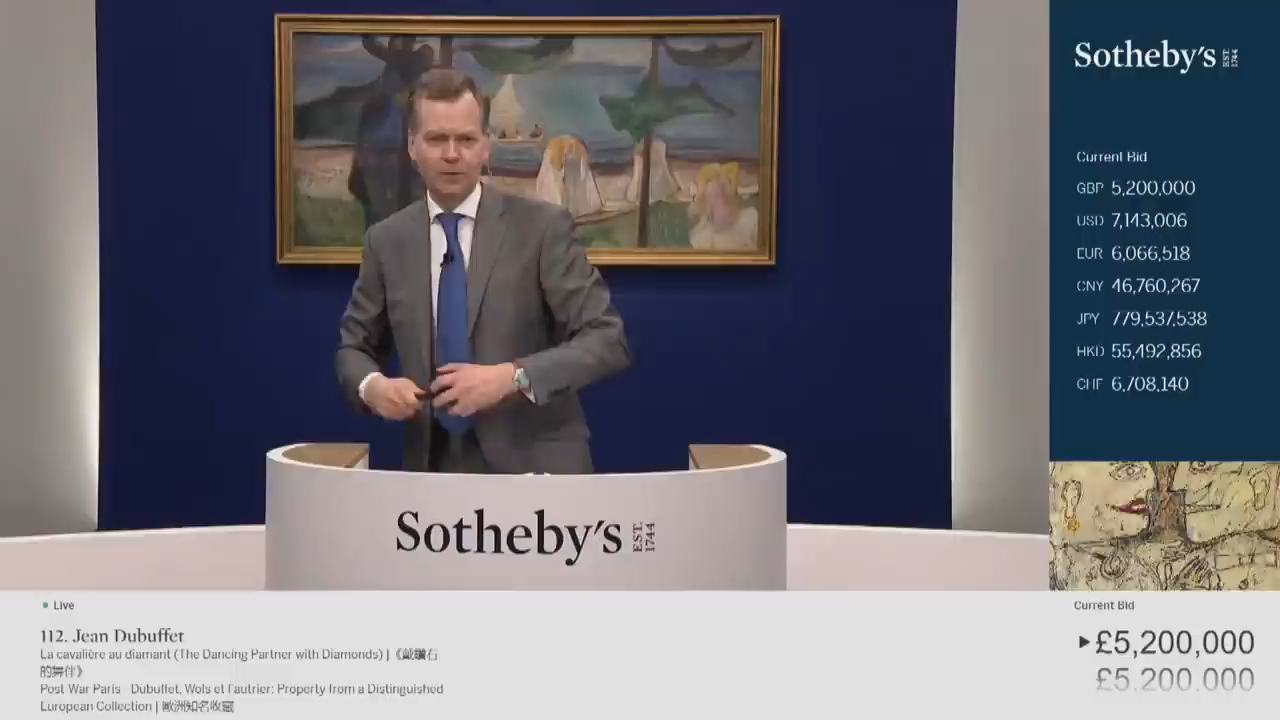 Sotheby's EST. 1744
Current Bid
GBP 5,200,000
USD 7,143,006
EUR 6,066,518
CNY 46,760,267
JPY 779,537,538
HKD 55,492,856
CHF 6,708,140
Sotheby's EST. 1744
Live
112. Jean Dubuffet
La cavalière au diamant (The Dancing Partner with Diamonds) | 《戴鑽石
的舞伴》
Post War Paris - Dubuffet, Wols et Fautrier: Property from a Distinguished
European Collection | 歐洲知名收藏
Current Bid
£5,200,000
£5,200,000